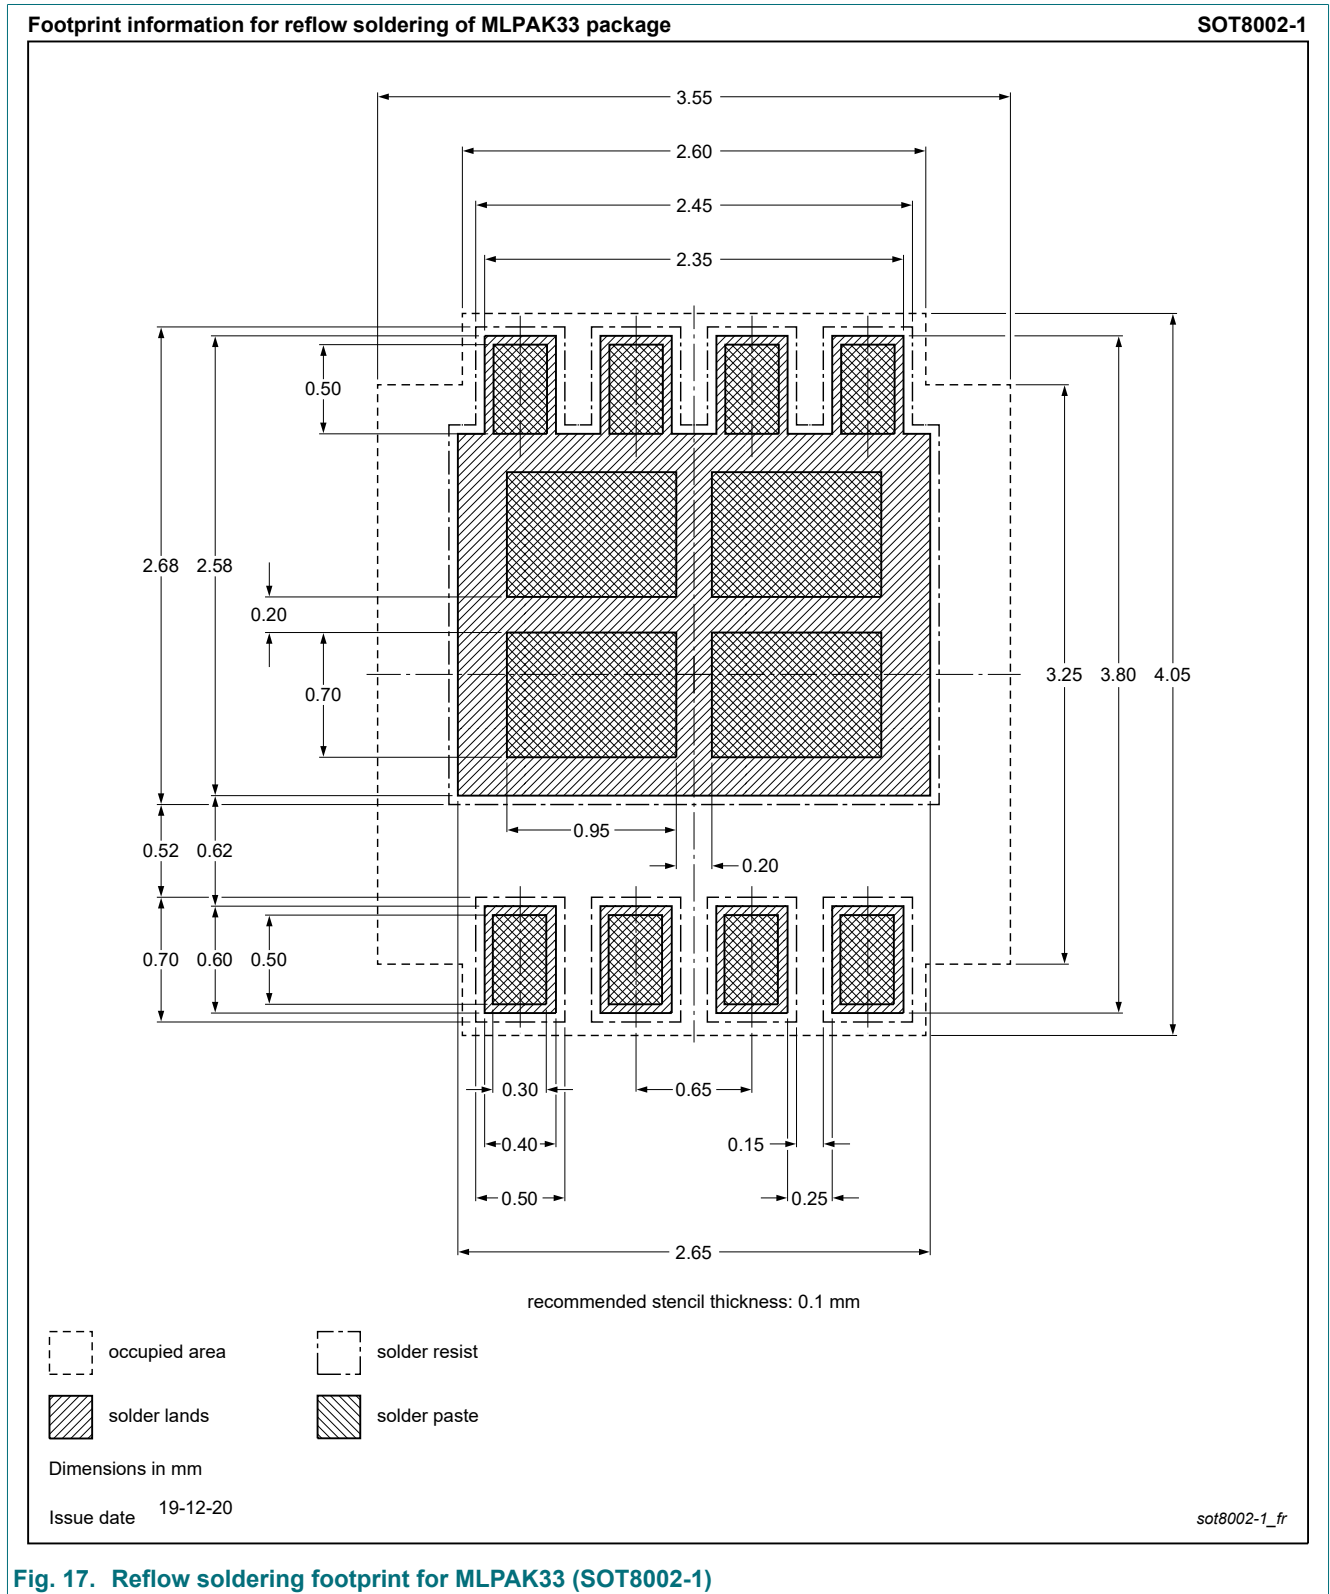 Footprint information for reflow soldering of MLPAK33 package SOT8002-1
3.55
2.60
2.45
2.35
0.50
2.68 2.58
0.20
0.70
3.25 3.80 4.05
0.95
0.52 0.62
0.20
0.70 0.60 0.50
0.30 0.65
0.40 0.15
0.50 0.25
2.65
recommended stencil thickness: 0.1 mm
occupied area solder resist
solder lands solder paste
Dimensions in mm
Issue date 19-12-20
sot8002-1_fr
Fig. 17. Reflow soldering footprint for MLPAK33 (SOT8002-1)